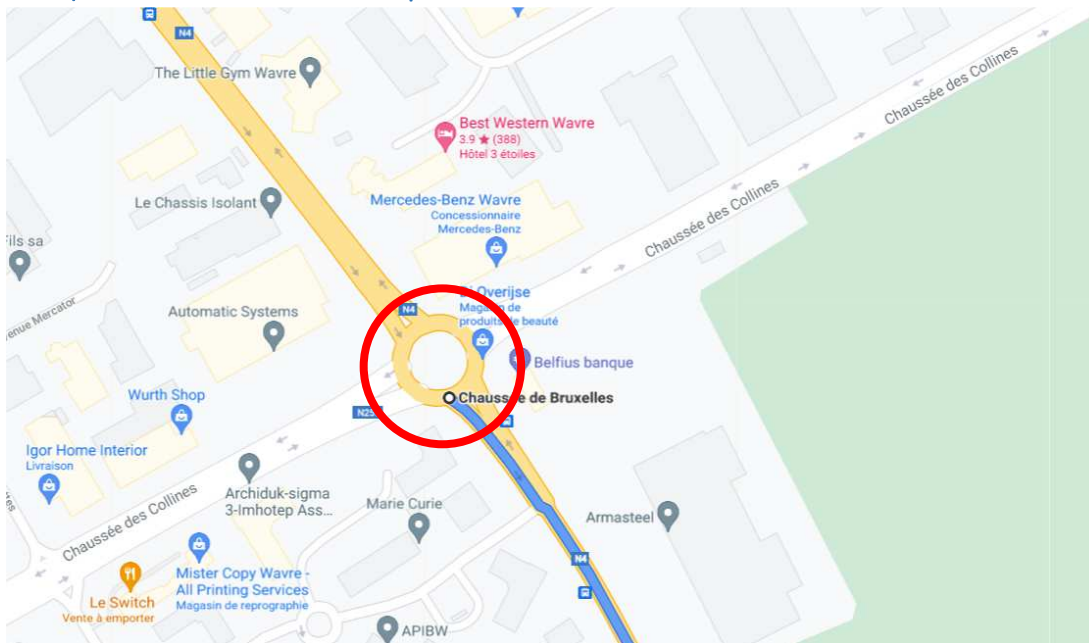 N4
The Little Gym Wavre
Best Western Wavre
3.9 ★ (388)
Hôtel 3 étoiles
Chaussée des Collines
Le Chassis Isolant
Mercedes-Benz Wavre
Concessionnaire
Mercedes-Benz
Chaussée des Collines
Fils sa
Overijse
Magasin de
produits de beauté
N4
Automatic Systems
Mercator
Belfius banque
Wurth Shop
Chaussée de Bruxelles
Igor Home Interior
Livraison
Archiduk-sigma
3-Imhotep Ass...
Marie Curie
Armasteel
Chaussée des Collines
N4
Mister Copy Wavre -
All Printing Services
Magasin de reprographie
Le Switch
Vente à emporter
APIBW